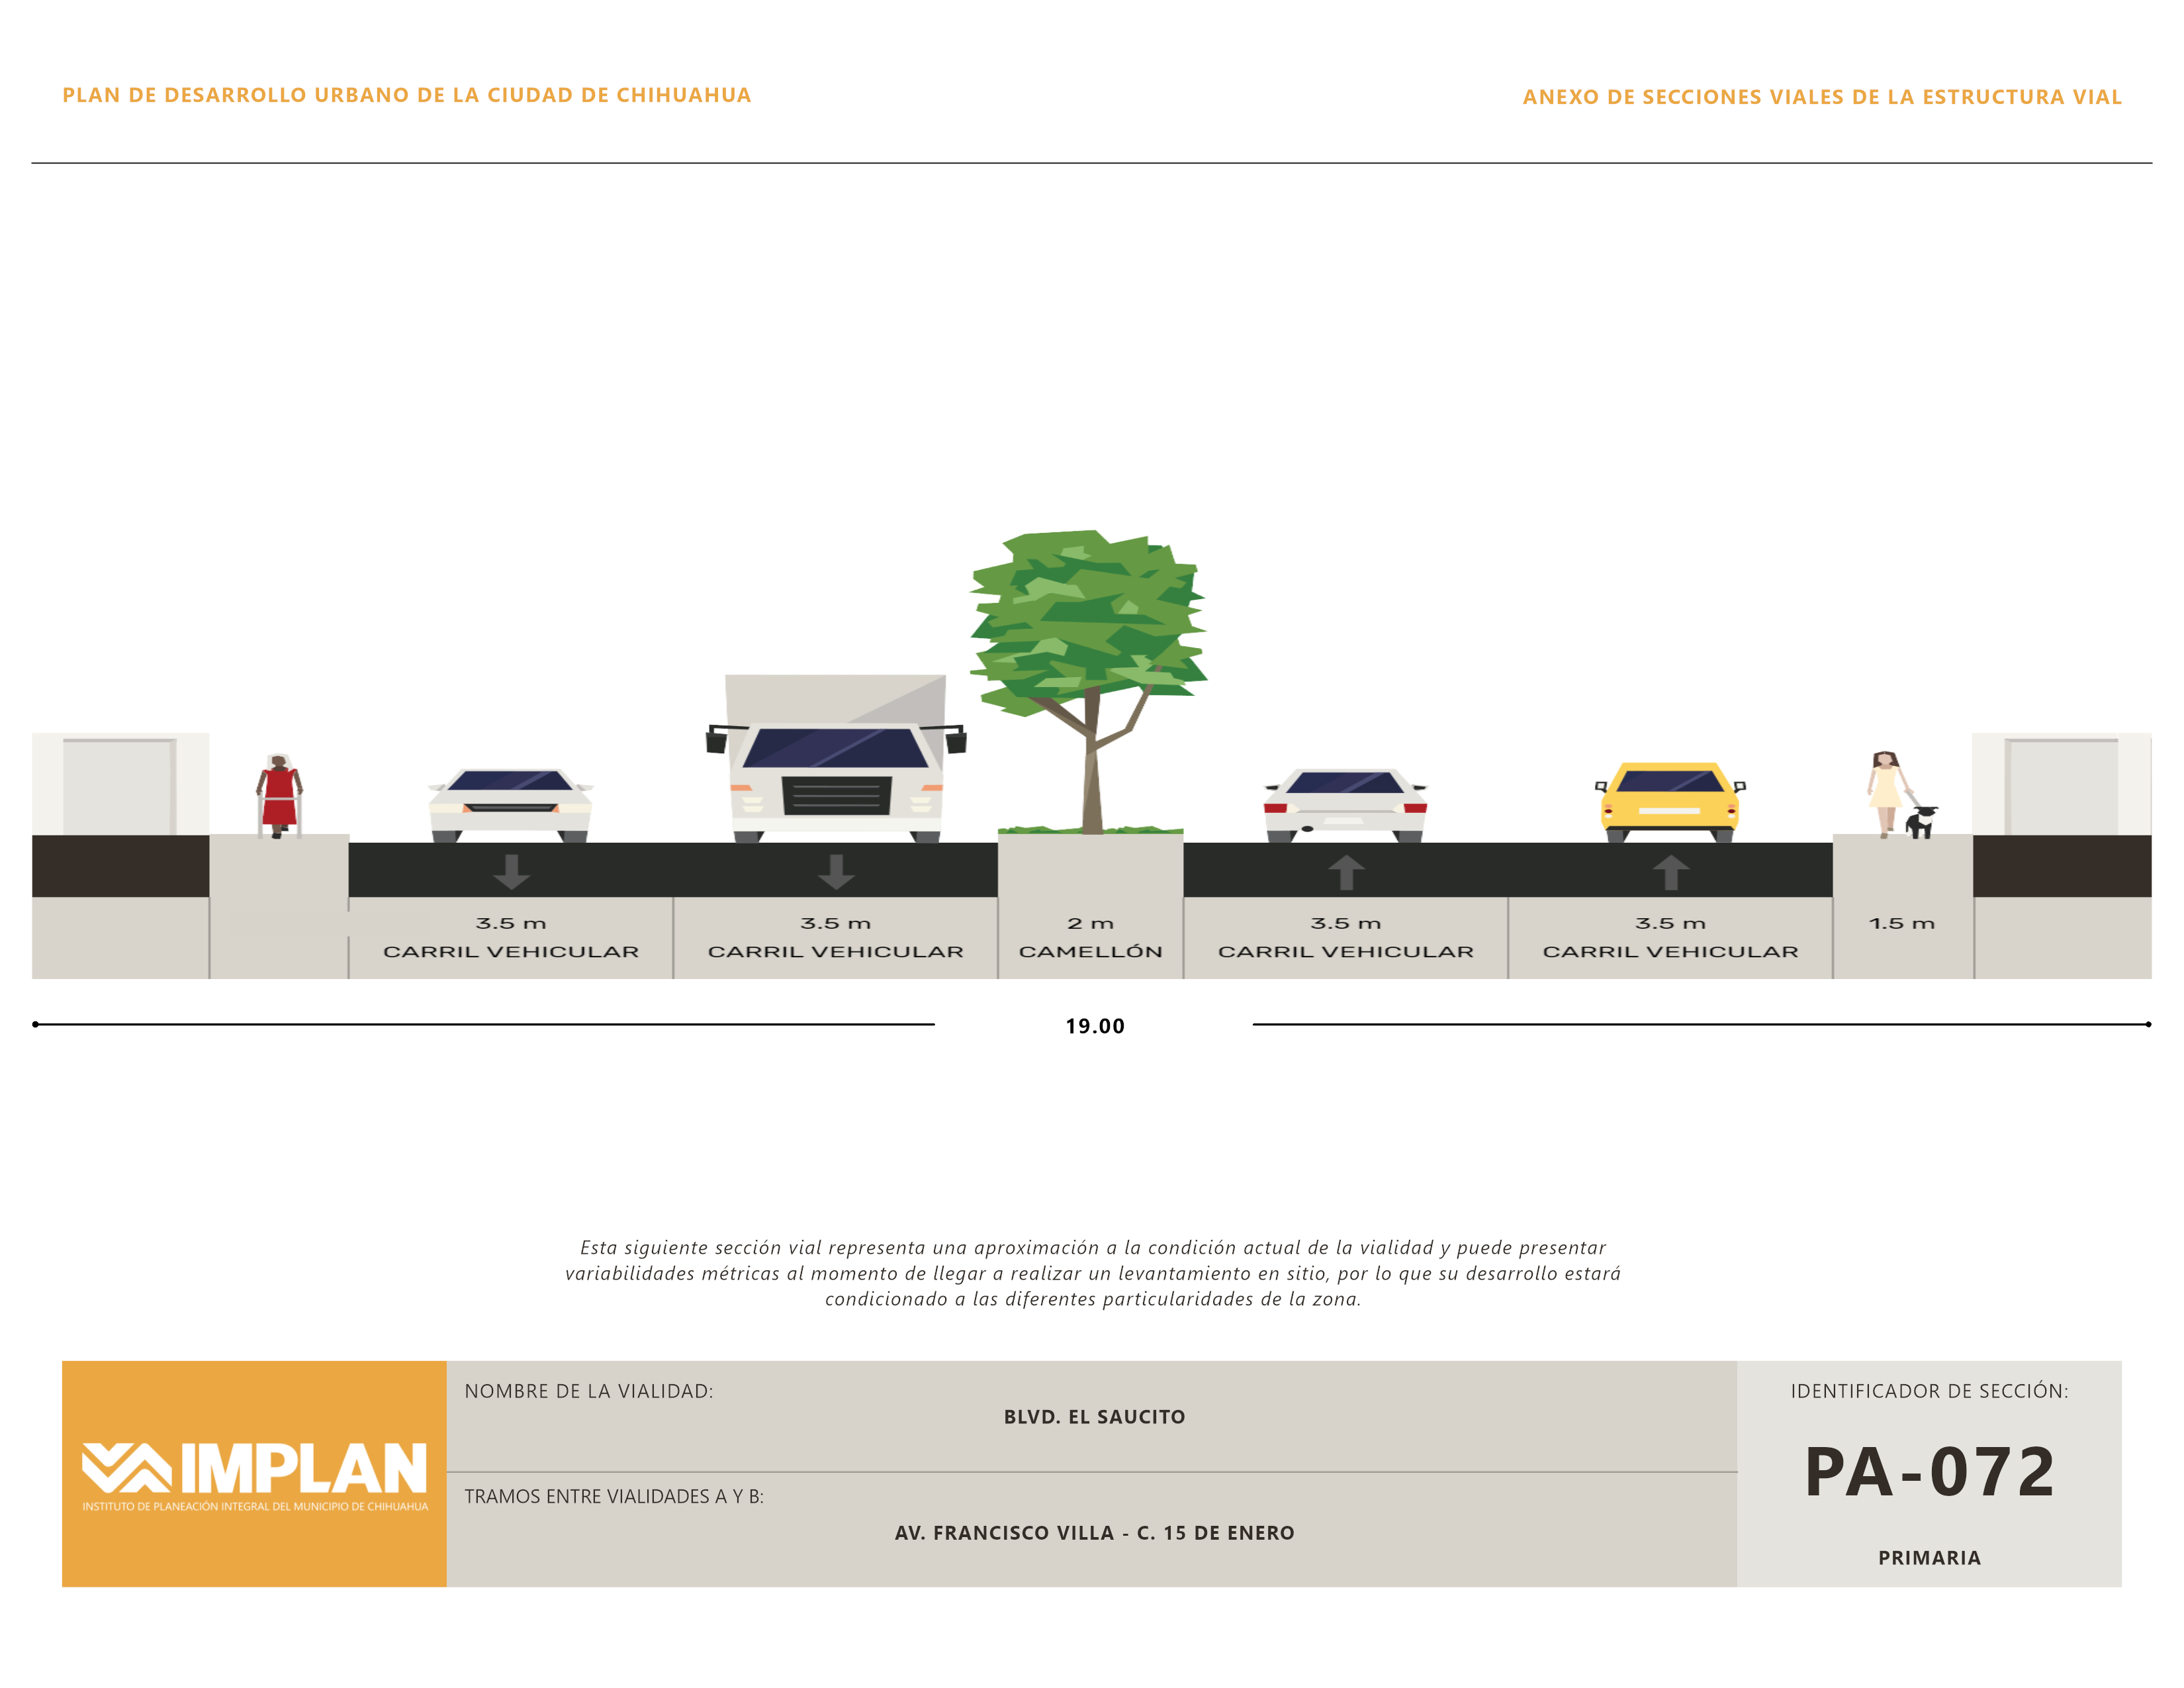 PLAN DE DESARROLLO URBANO DE LA CIUDAD DE CHIHUAHUA
ANEXO DE SECCIONES VIALES DE LA ESTRUCTURA VIAL
3.5 m
CARRIL VEHICULAR
3.5 m
CARRIL VEHICULAR
2 m
CAMELLÓN
3.5 m
CARRIL VEHICULAR
3.5 m
CARRIL VEHICULAR
1.5 m
19.00
Esta siguiente sección vial representa una aproximación a la condición actual de la vialidad y puede presentar
variabilidades métricas al momento de llegar a realizar un levantamiento en sitio, por lo que su desarrollo estará
condicionado a las diferentes particularidades de la zona.
IMPLAN
INSTITUTO DE PLANEACIÓN INTEGRAL DEL MUNICIPIO DE CHIHUAHUA
NOMBRE DE LA VIALIDAD:
BLVD. EL SAUCITO
TRAMOS ENTRE VIALIDADES A Y B:
AV. FRANCISCO VILLA - C. 15 DE ENERO
IDENTIFICADOR DE SECCIÓN:
PA-072
PRIMARIA